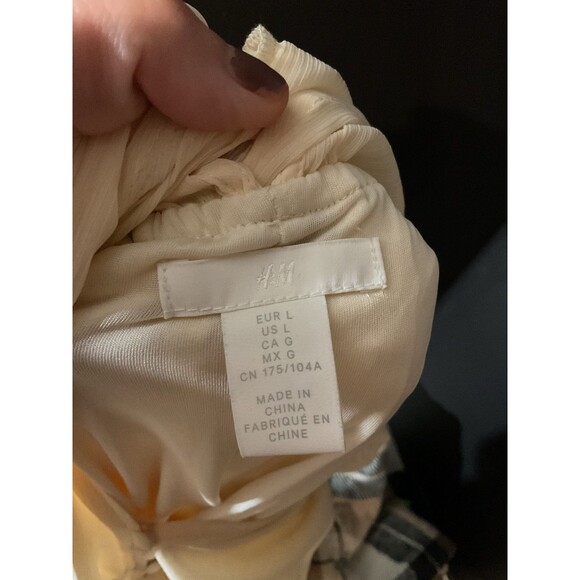 H&M
EUR L
US L
CA G
MX G
CN 175/104A
MADE IN
CHINA
FABRIQUÉ EN
CHINE